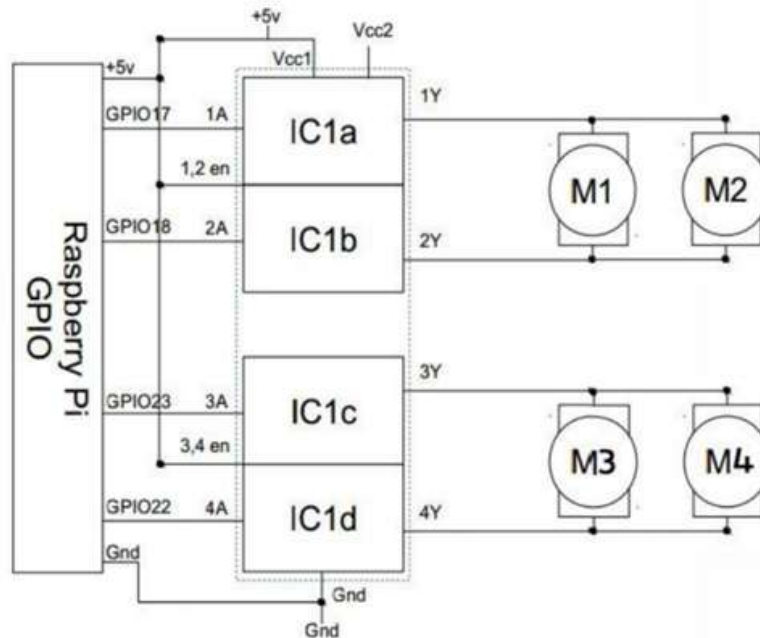 +5v
Vcc2
Vcc1
+5v
GPIO17 1A
IC1a
1Y
M1 M2
1,2 en
GPIO18 2A
IC1b
2Y
Raspberry Pi
GPIO
3Y
GPIO23 3A
IC1c
M3 M4
3,4 en
GPIO22 4A
IC1d
4Y
Gnd
Gnd
Gnd